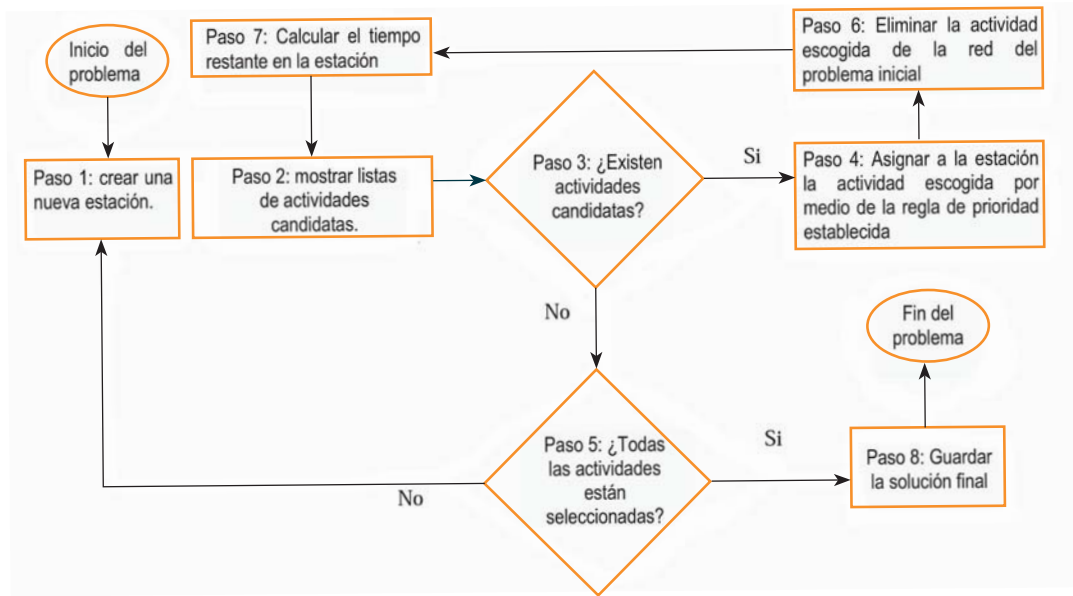 Inicio del
problema
Paso 7: Calcular el tiempo
restante en la estación
Paso 6: Eliminar la actividad
escogida de la red del
problema inicial
Paso 1: crear una
nueva estación.
Paso 2: mostrar listas
de actividades
candidatas.
Paso 3: ¿Existen
actividades
candidatas?
Si
Paso 4: Asignar a la estación
la actividad escogida por
medio de la regla de prioridad
establecida
No
Fin del
problema
Paso 5: ¿Todas
las actividades
están
seleccionadas?
Si
No
Paso 8: Guardar
la solución final